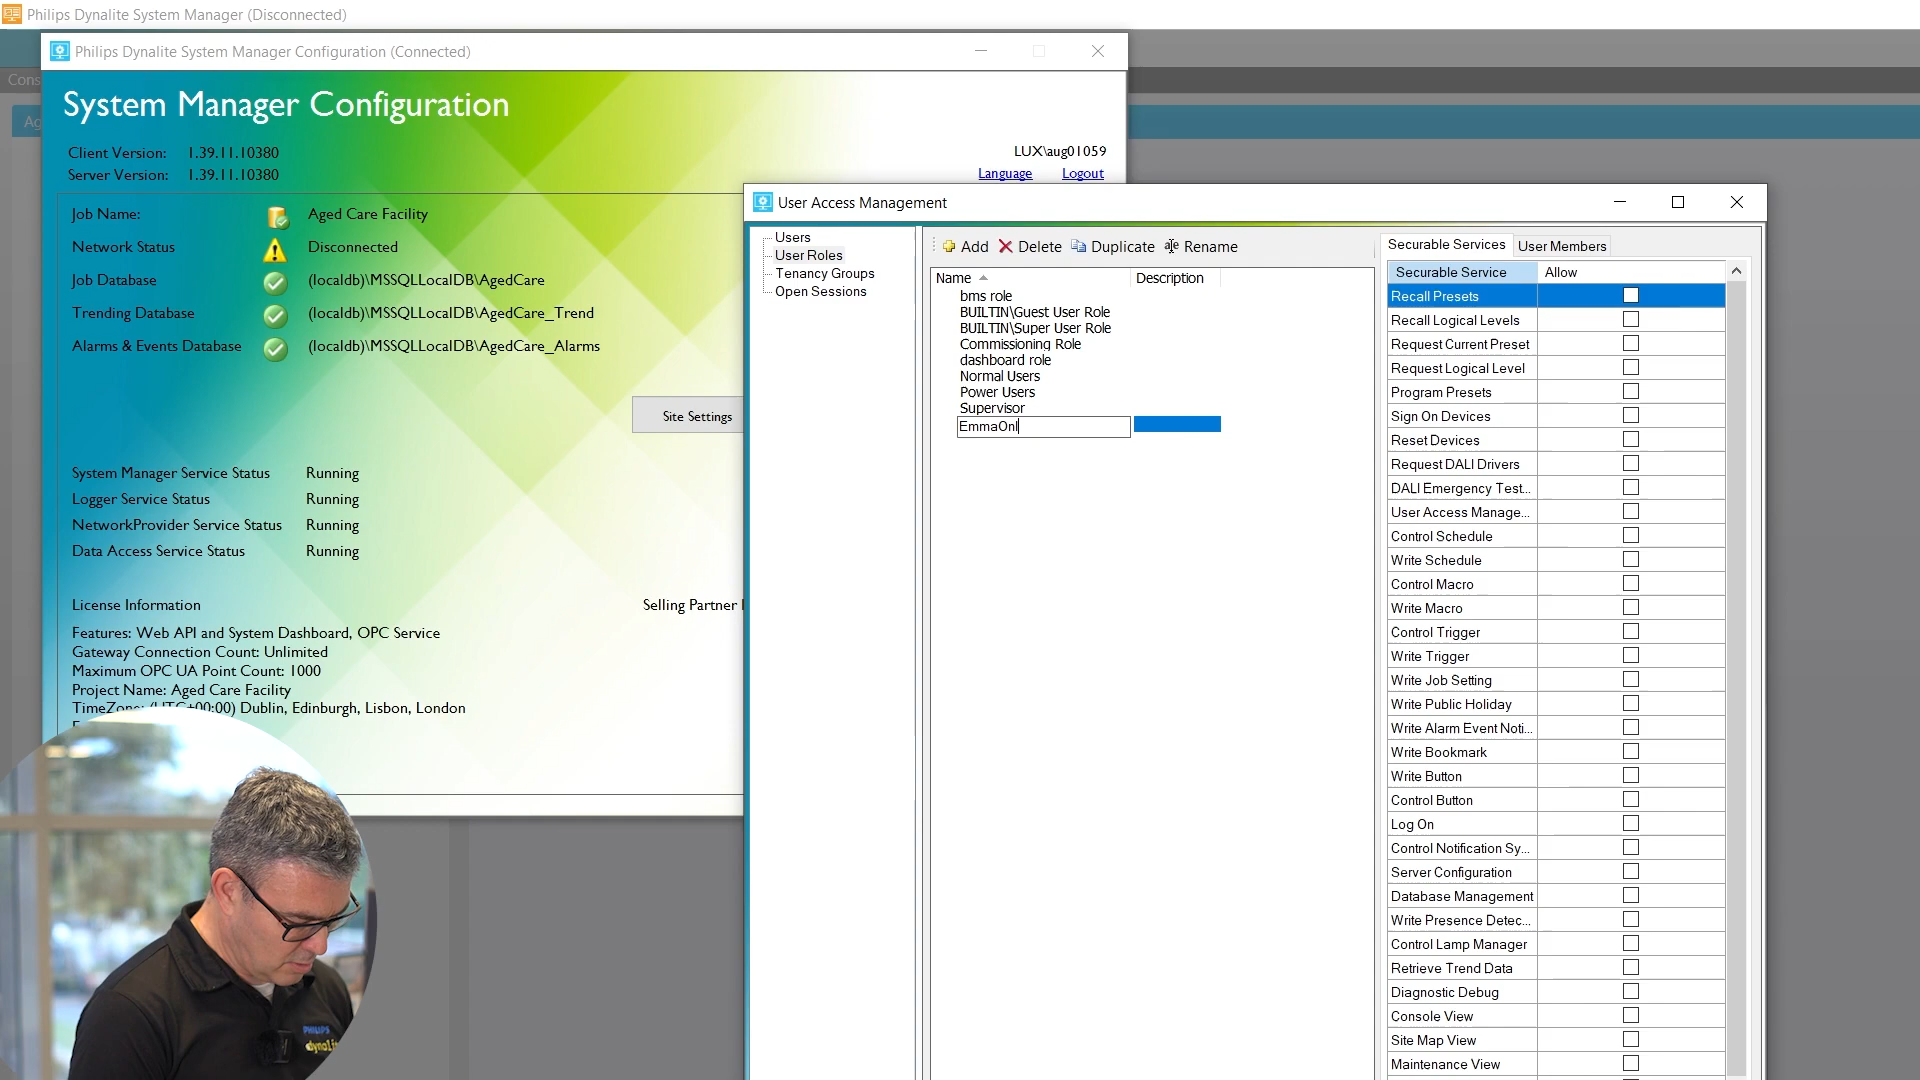 Philips Dynalite System Manager (Disconnected)
Philips Dynalite System Manager Configuration (Connected)
Cons
System Manager Configuration
Ag
Client Version: 1.39.11.10380
Server Version: 1.39.11.10380
LUX\aug01059
Language Logout
Job Name: Aged Care Facility
Network Status Disconnected
Job Database (localdb)\MSSQLLocalDB\AgedCare
Trending Database (localdb)\MSSQLLocalDB\AgedCare_Trend
Alarms & Events Database (localdb)\MSSQLLocalDB\AgedCare_Alarms
Site Settings
System Manager Service Status Running
Logger Service Status Running
NetworkProvider Service Status Running
Data Access Service Status Running
License Information
Selling Partner
Features: Web API and System Dashboard, OPC Service
Gateway Connection Count: Unlimited
Maximum OPC UA Point Count: 1000
Project Name: Aged Care Facility
TimeZone: (UTC+00:00) Dublin, Edinburgh, Lisbon, London
User Access Management
Users
User Roles
Tenancy Groups
Open Sessions
Add Delete Duplicate Rename
Name Description
bms role
BUILTIN\Guest User Role
BUILTIN\Super User Role
Commissioning Role
dashboard role
Normal Users
Power Users
Supervisor
EmmaOnl
Securable Services User Members
Securable Service Allow
Recall Presets
Recall Logical Levels
Request Current Preset
Request Logical Level
Program Presets
Sign On Devices
Reset Devices
Request DALI Drivers
DALI Emergency Test...
User Access Manage...
Control Schedule
Write Schedule
Control Macro
Write Macro
Control Trigger
Write Trigger
Write Job Setting
Write Public Holiday
Write Alarm Event Noti...
Write Bookmark
Write Button
Control Button
Log On
Control Notification Sy...
Server Configuration
Database Management
Write Presence Detec...
Control Lamp Manager
Retrieve Trend Data
Diagnostic Debug
Console View
Site Map View
Maintenance View
PHILIPS